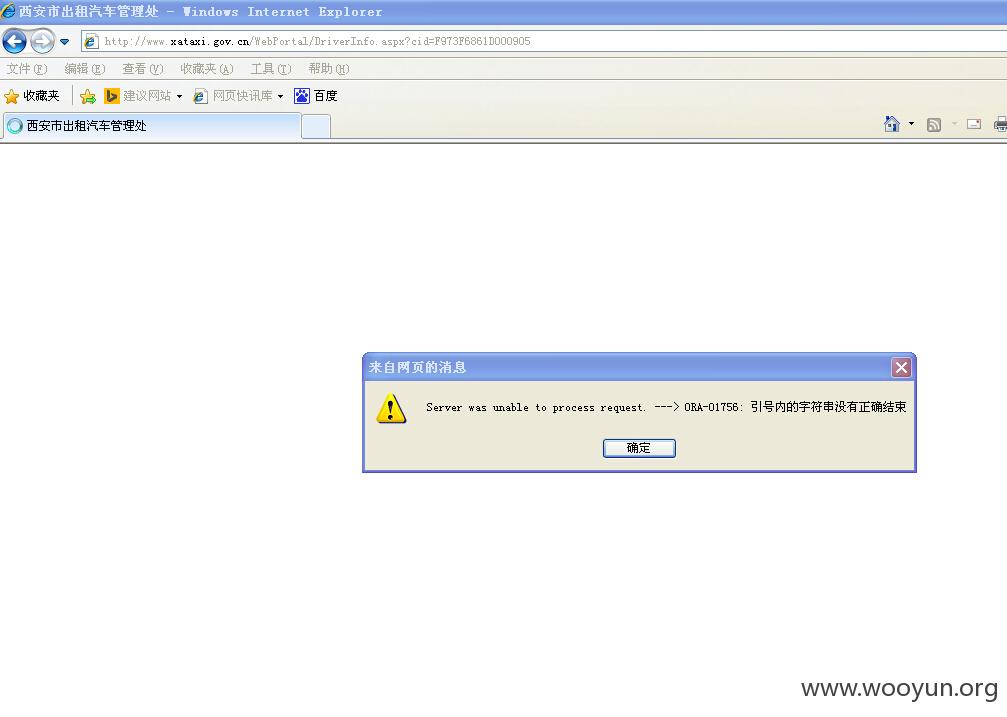 西安市出租汽车管理处 - Windows Internet Explorer
http://www.xataxi.gov.cn/WebPortal/DriverInfo.aspx?cid=F973F6861D000905
文件(F) 编辑(E) 查看(V) 收藏夹(A) 工具(T) 帮助(H)
收藏夹 建议网站 网页快讯库 百度
西安市出租汽车管理处
来自网页的消息
Server was unable to process request. ---> ORA-01756: 引号内的字符串没有正确结束
确定
www.wooyun.org